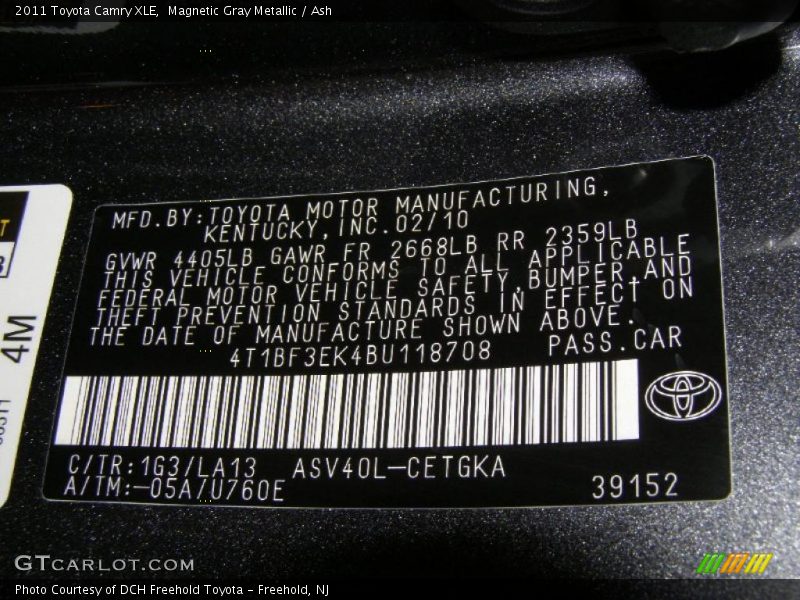 2011 Toyota Camry XLE,  Magnetic Gray Metallic / Ash
MFD.BY:TOYOTA MOTOR MANUFACTURING,
KENTUCKY,INC.02/10
GVWR 4405LB GAWR FR 2668LB RR 2359LB
THIS VEHICLE CONFORMS TO ALL APPLICABLE
FEDERAL MOTOR VEHICLE SAFETY,BUMPER,AND
THEFT PREVENTION STANDARDS IN EFFECT ON
THE DATE OF MANUFACTURE SHOWN ABOVE.
4T1BF3EK4BU118708 PASS.CAR
C/TR:1G3/LA13 ASV40L-CETGKA
A/TM:-05A/U760E 39152
4M
GTCARLOT.COM
Photo Courtesy of DCH Freehold Toyota - Freehold, NJ